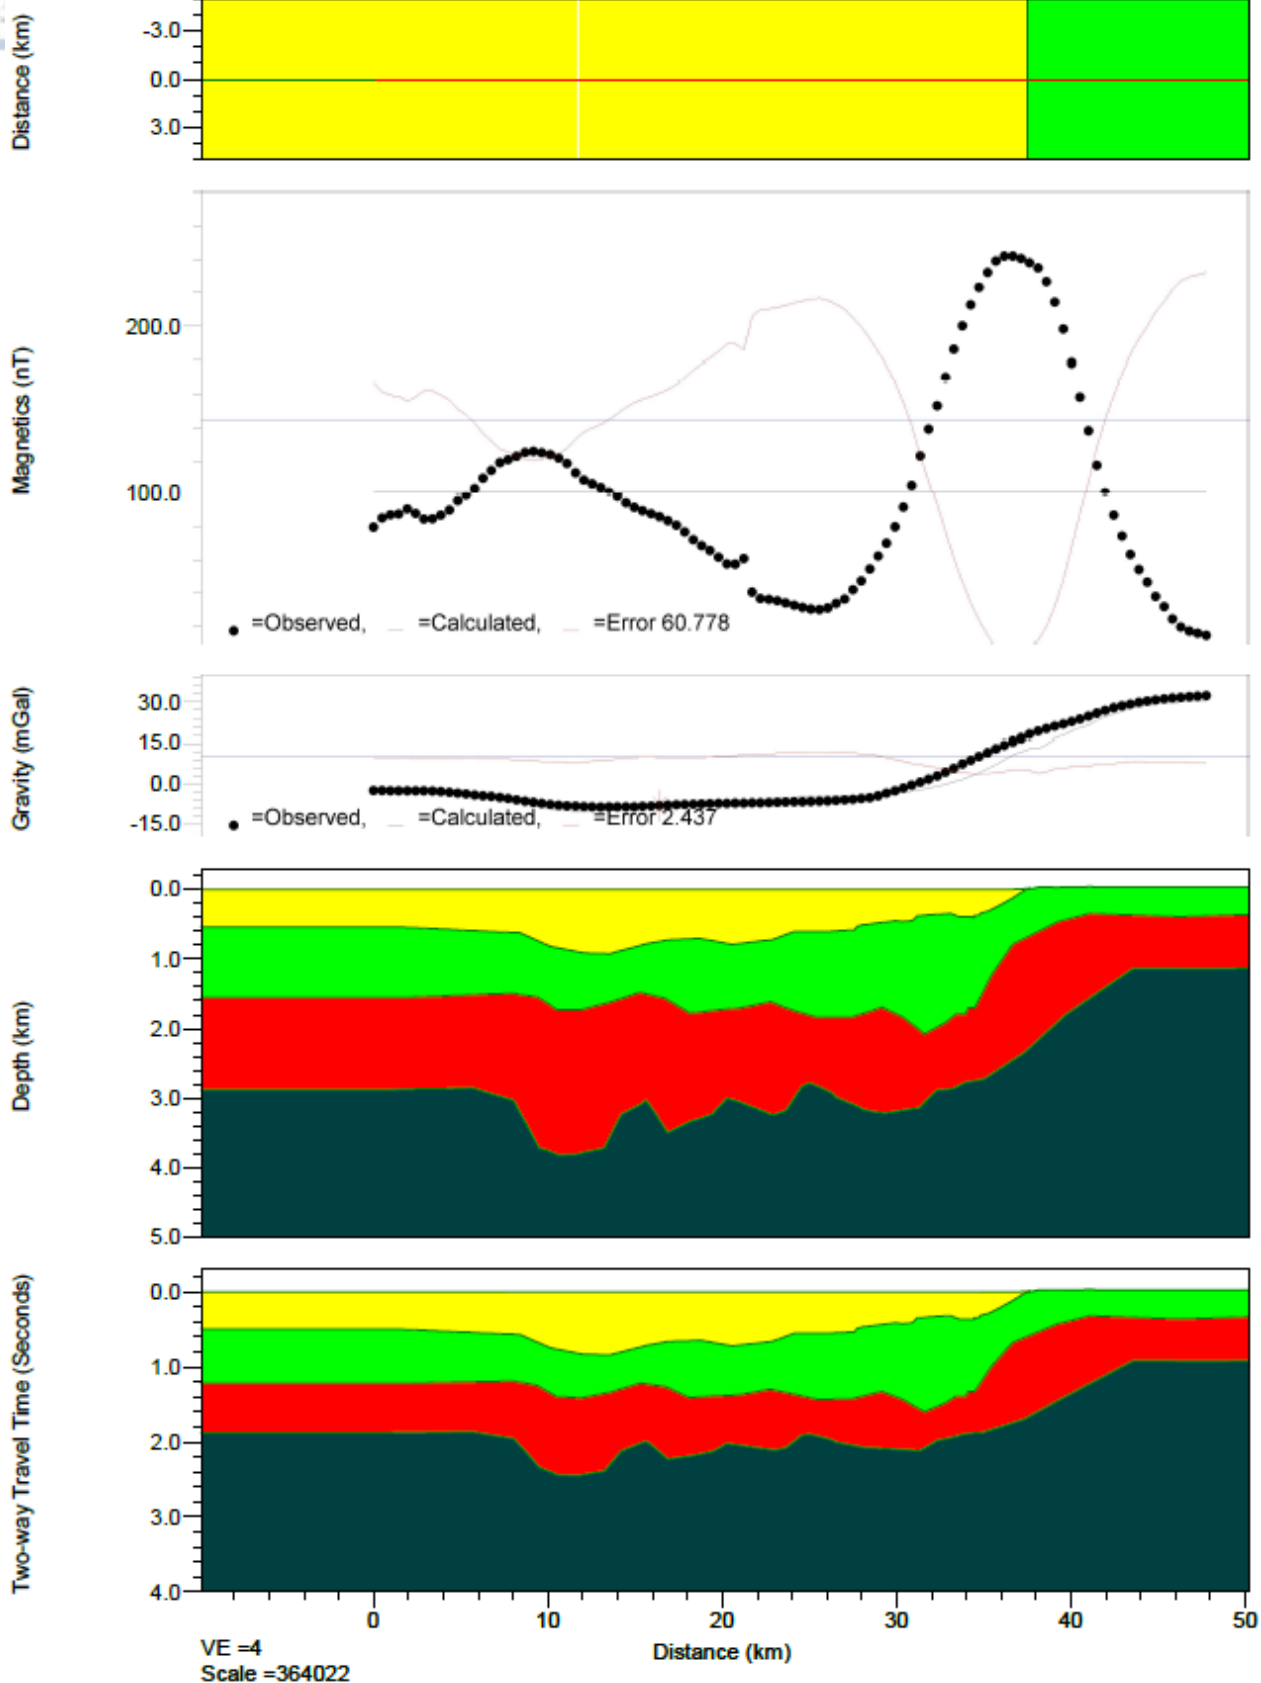 Distance (km)
-3.0
0.0
3.0
Magnetics (nT)
200.0
100.0
=Observed, =Calculated, =Error 60.778
Gravity (mGal)
30.0
15.0
0.0
-15.0
=Observed, =Calculated, =Error 2.437
Depth (km)
0.0
1.0
2.0
3.0
4.0
5.0
Two-way Travel Time (Seconds)
0.0
1.0
2.0
3.0
4.0
0 10 20 30 40 50
VE =4
Distance (km)
Scale =364022